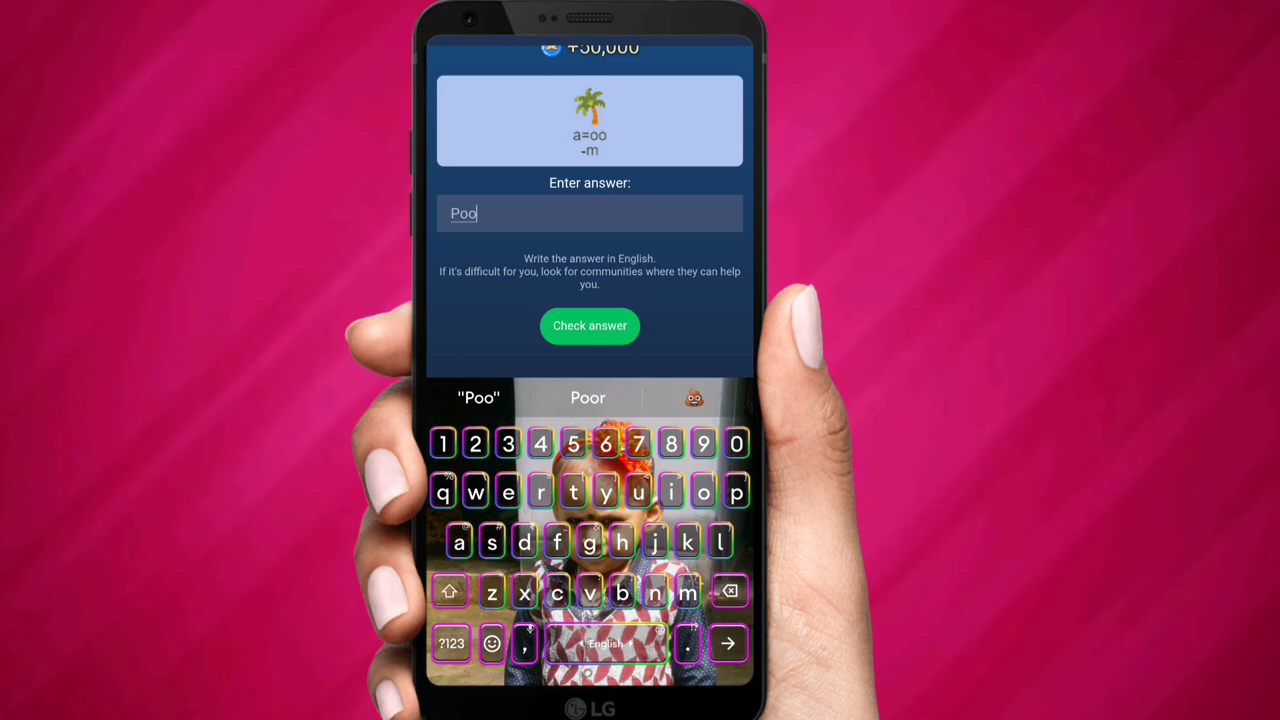 +50,000
a=oo
-m
Enter answer:
Poo
Write the answer in English.
If it's difficult for you, look for communities where they can help
you.
Check answer
"Poo" Poor
1 2 3 4 5 6 7 8 9 0
q w e r t y u i o p
a s d f g h j k l
z x c v b n m
?123 , English .
LG